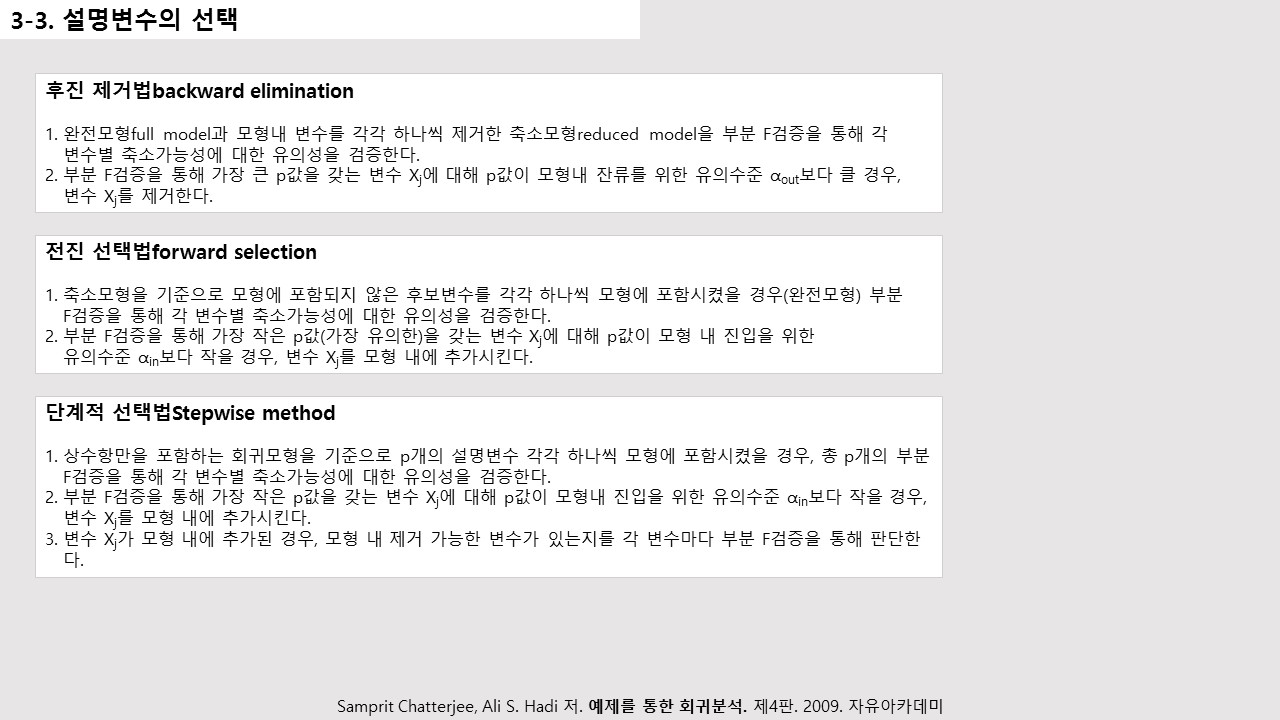 3-3. 설명변수의 선택
후진 제거법backward elimination
1. 완전모형full model과 모형내 변수를 각각 하나씩 제거한 축소모형reduced model을 부분 F검증을 통해 각
변수별 축소가능성에 대한 유의성을 검증한다.
2. 부분 F검증을 통해 가장 큰 p값을 갖는 변수 Xj에 대해 p값이 모형내 잔류를 위한 유의수준 αout보다 클 경우,
변수 Xj를 제거한다.
전진 선택법forward selection
1. 축소모형을 기준으로 모형에 포함되지 않은 후보변수를 각각 하나씩 모형에 포함시켰을 경우(완전모형) 부분
F검증을 통해 각 변수별 축소가능성에 대한 유의성을 검증한다.
2. 부분 F검증을 통해 가장 작은 p값(가장 유의한)을 갖는 변수 Xj에 대해 p값이 모형 내 진입을 위한
유의수준 αin보다 작을 경우, 변수 Xj를 모형 내에 추가시킨다.
단계적 선택법Stepwise method
1. 상수항만을 포함하는 회귀모형을 기준으로 p개의 설명변수 각각 하나씩 모형에 포함시켰을 경우, 총 p개의 부분
F검증을 통해 각 변수별 축소가능성에 대한 유의성을 검증한다.
2. 부분 F검증을 통해 가장 작은 p값을 갖는 변수 Xj에 대해 p값이 모형내 진입을 위한 유의수준 αin보다 작을 경우,
변수 Xj를 모형 내에 추가시킨다.
3. 변수 Xj가 모형 내에 추가된 경우, 모형 내 제거 가능한 변수가 있는지를 각 변수마다 부분 F검증을 통해 판단한
다.
Samprit Chatterjee, Ali S. Hadi 저. 예제를 통한 회귀분석. 제4판. 2009. 자유아카데미